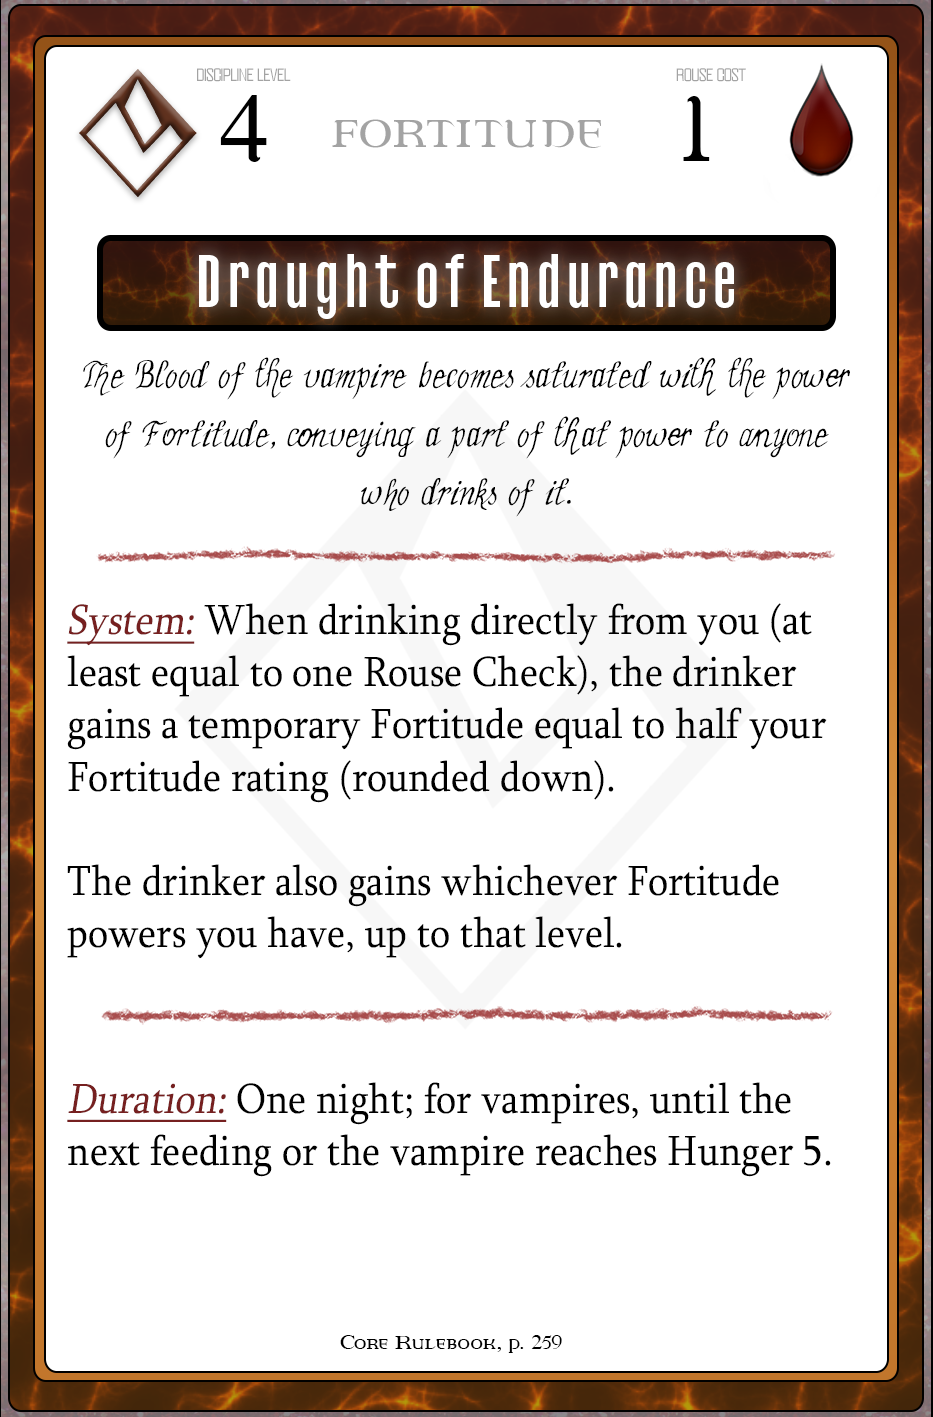 DISCIPLINE LEVEL
ROUSE COST
4
FORTITUDE
1
Draught of Endurance
The Blood of the vampire becomes saturated with the power
of Fortitude, conveying a part of that power to anyone
who drinks of it.
System: When drinking directly from you (at
least equal to one Rouse Check), the drinker
gains a temporary Fortitude equal to half your
Fortitude rating (rounded down).
The drinker also gains whichever Fortitude
powers you have, up to that level.
Duration: One night; for vampires, until the
next feeding or the vampire reaches Hunger 5.
Core Rulebook, p. 259